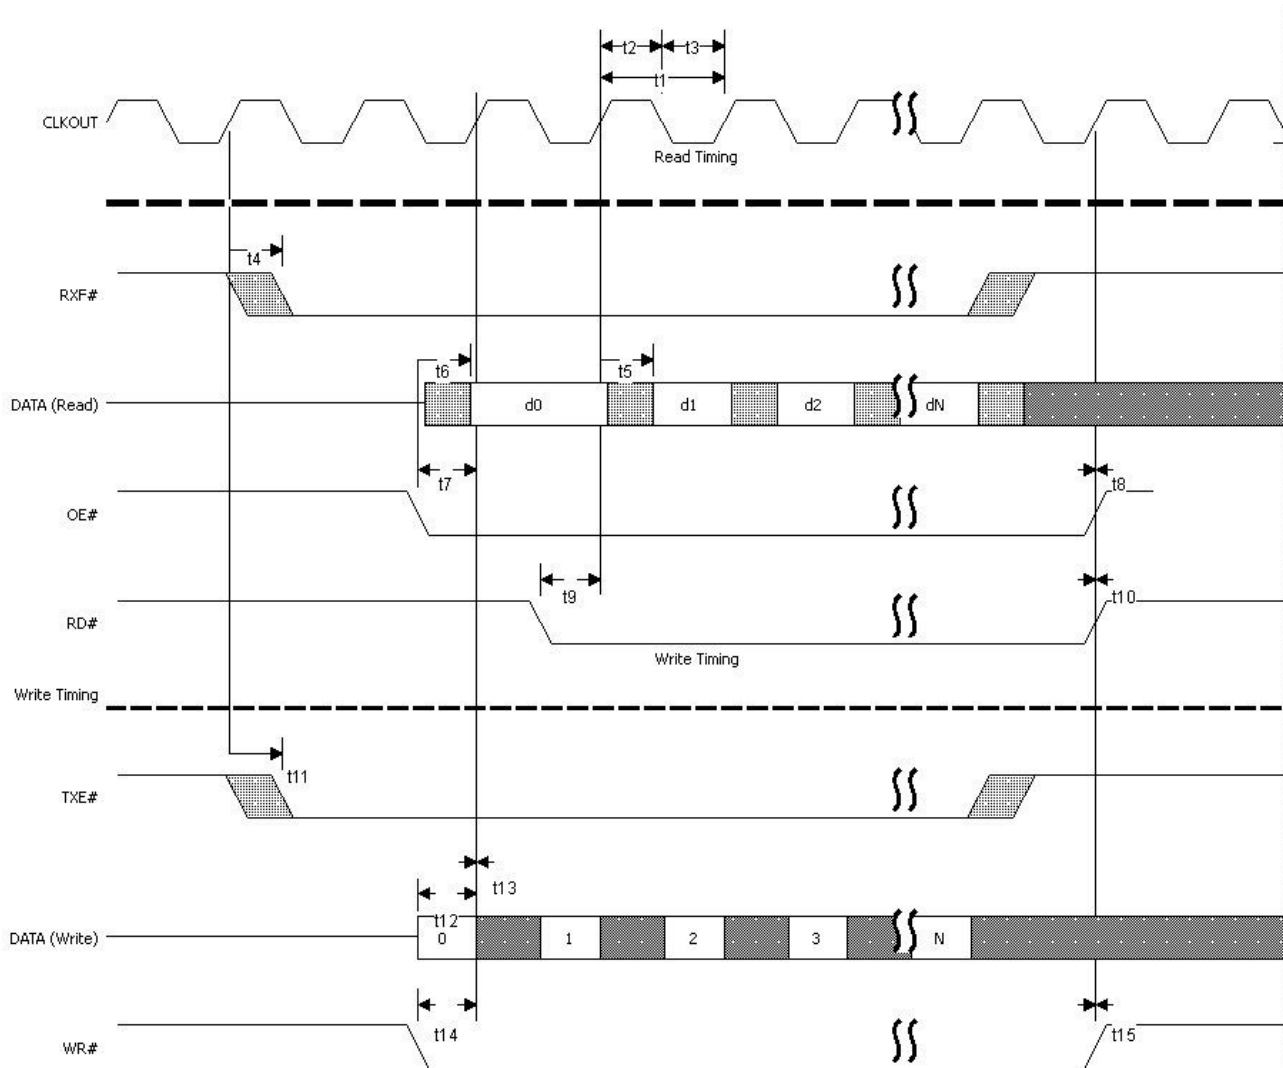 t2 t3
t1
CLKOUT
Read Timing
t4
RXF#
t6 t5
DATA (Read) d0 d1 d2 dN
t7 t8
OE#
t9 t10
RD#
Write Timing
Write Timing
t11
TXE#
t13
t12
DATA (Write) 0 1 2 3 N
t14 t15
WR#